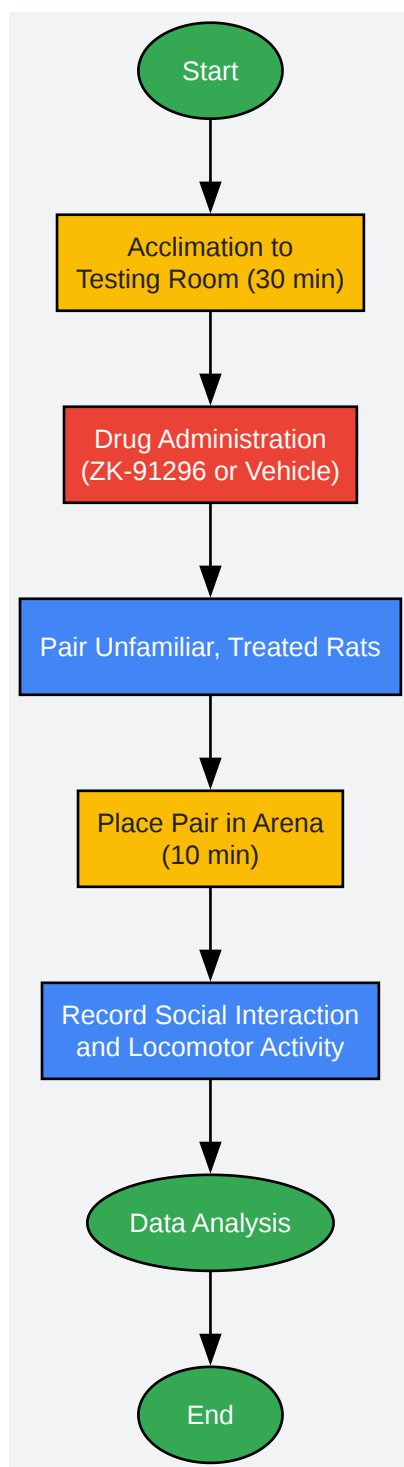 Start
Acclimation to
Testing Room (30 min)
Drug Administration
(ZK-91296 or Vehicle)
Pair Unfamiliar, Treated Rats
Place Pair in Arena
(10 min)
Record Social Interaction
and Locomotor Activity
Data Analysis
End